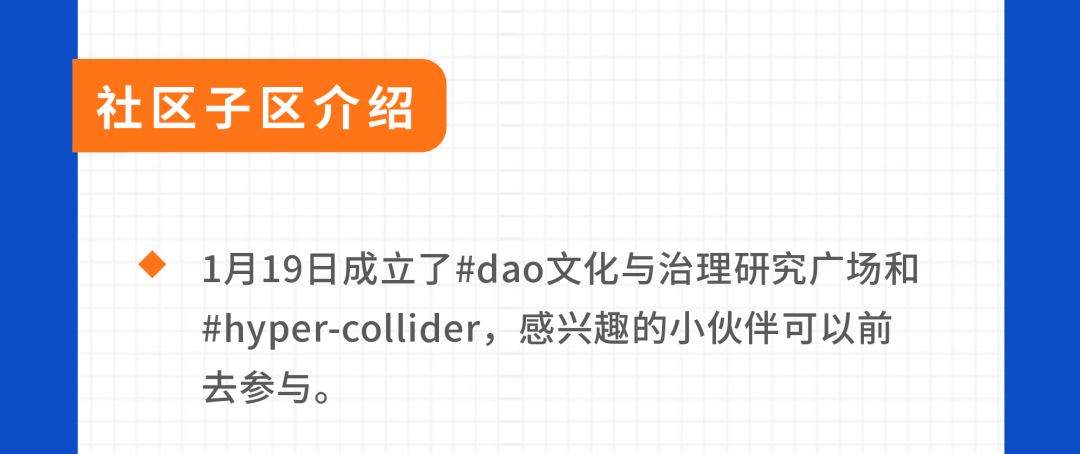 社区子区介绍
1月19日成立了#dao文化与治理研究广场和
#hyper-collider，感兴趣的小伙伴可以前
去参与。